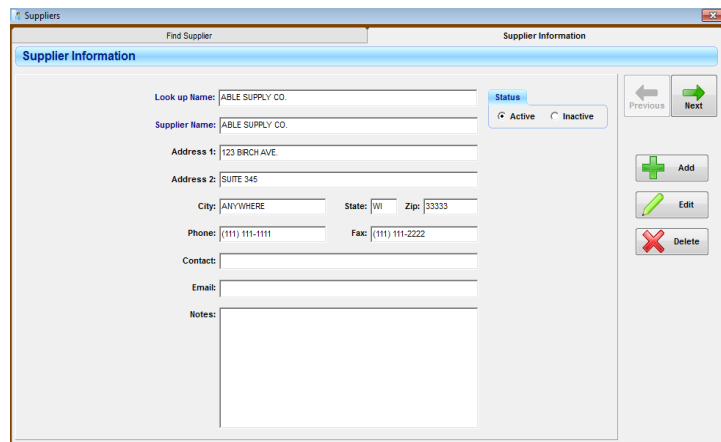 Suppliers
Find Supplier Supplier Information
Supplier Information
Look up Name: ABLE SUPPLY CO.
Status
Active Inactive
Supplier Name: ABLE SUPPLY CO.
Address 1: 123 BIRCH AVE.
Address 2: SUITE 345
City: ANYWHERE State: WI Zip: 33333
Phone: (111) 111-1111 Fax: (111) 111-2222
Contact:
Email:
Notes:
Previous Next
Add
Edit
Delete